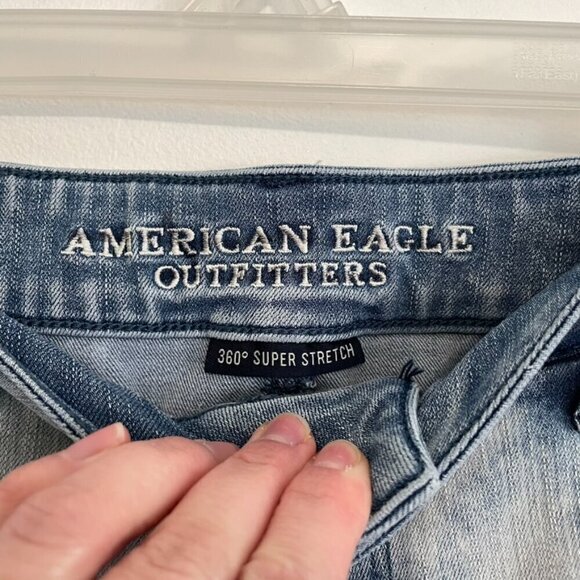 AMERICAN EAGLE
OUTFITTERS
360° SUPER STRETCH